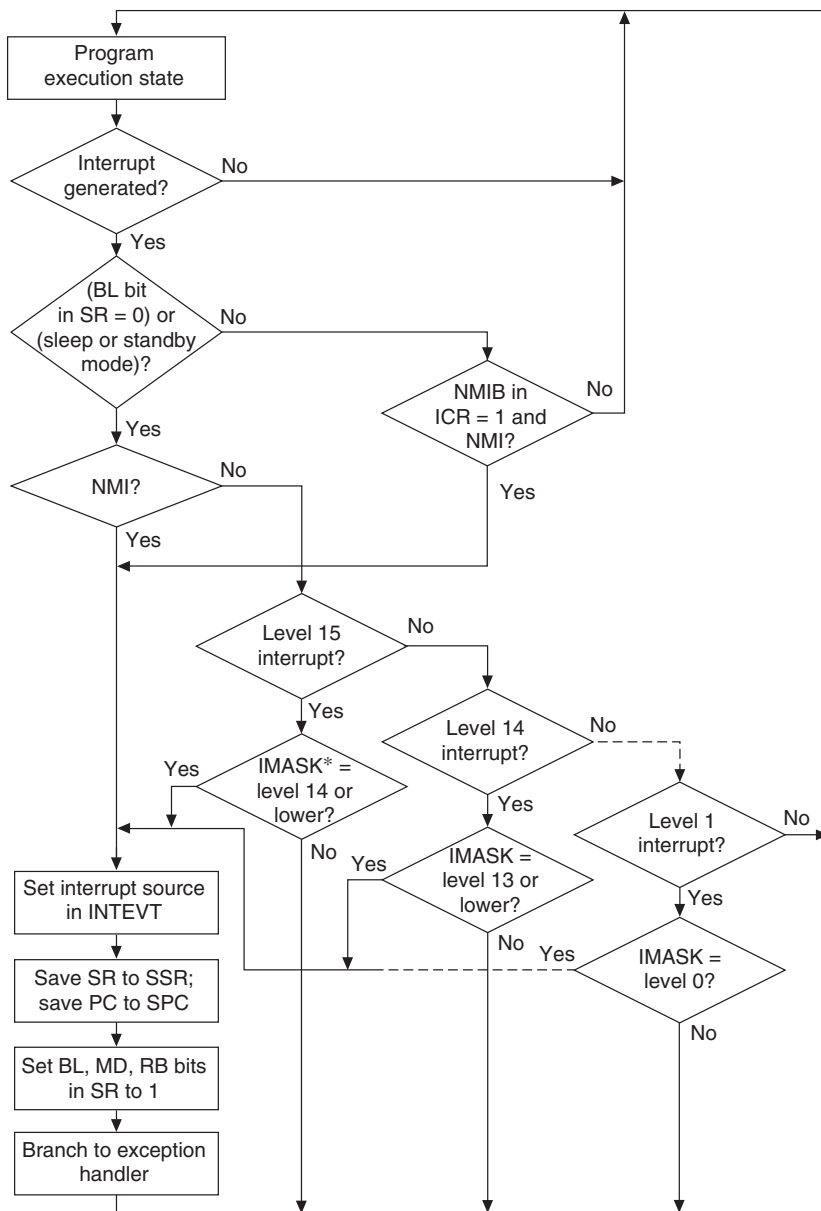 Program
execution state
Interrupt
generated?
No
Yes
(BL bit
in SR = 0) or
(sleep or standby
mode)?
No
Yes
NMIB in
ICR = 1 and
NMI?
No
Yes
NMI?
No
Yes
Level 15
interrupt?
No
Yes
Level 14
interrupt?
No
Yes
IMASK* =
level 14 or
lower?
Yes
No
Level 1
interrupt?
No
Yes
IMASK =
level 13 or
lower?
Yes
No
IMASK =
level 0?
Yes
No
Set interrupt source
in INTEVT
Save SR to SSR;
save PC to SPC
Set BL, MD, RB bits
in SR to 1
Branch to exception
handler